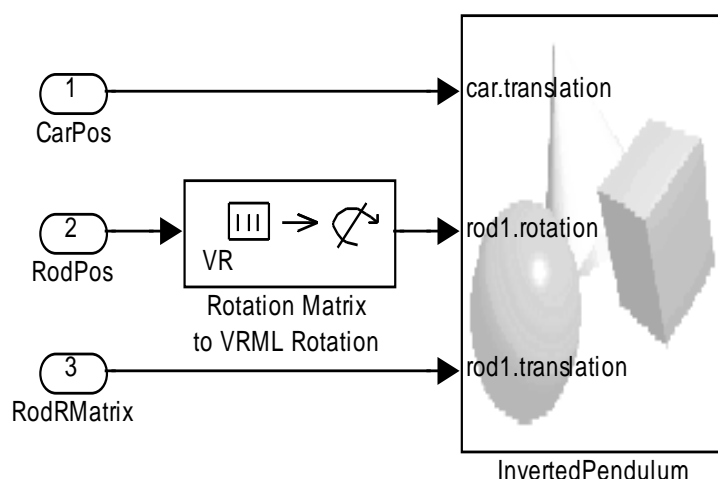 1
car.translation
CarPos
2
VR
rod1.rotation
RodPos
Rotation Matrix
to VRML Rotation
3
rod1.translation
RodRMatrix
InvertedPendulum